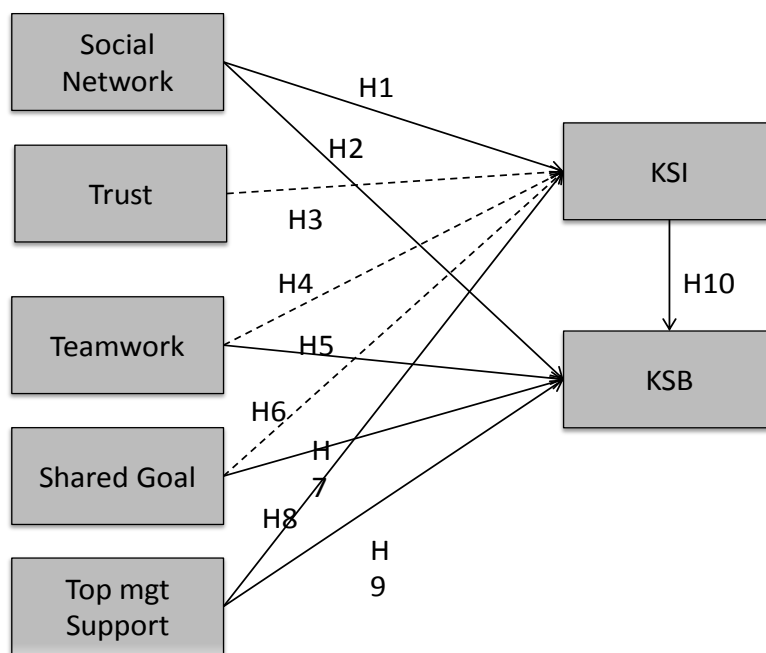 Social
Network
H1
H2
KSI
Trust
H3
H4
H10
Teamwork
H5
KSB
H6
Shared Goal
H
7
H8
H
9
Top mgt
Support